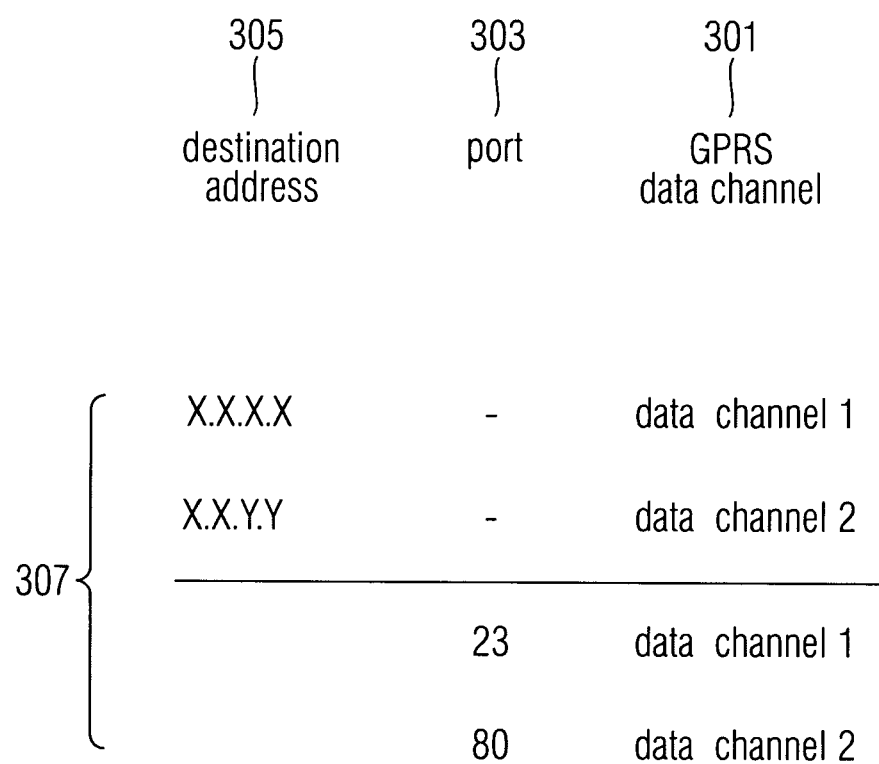 305 303 301
destination port GPRS
address data channel
X.X.X.X - data channel 1
X.X.Y.Y - data channel 2
307
23 data channel 1
80 data channel 2